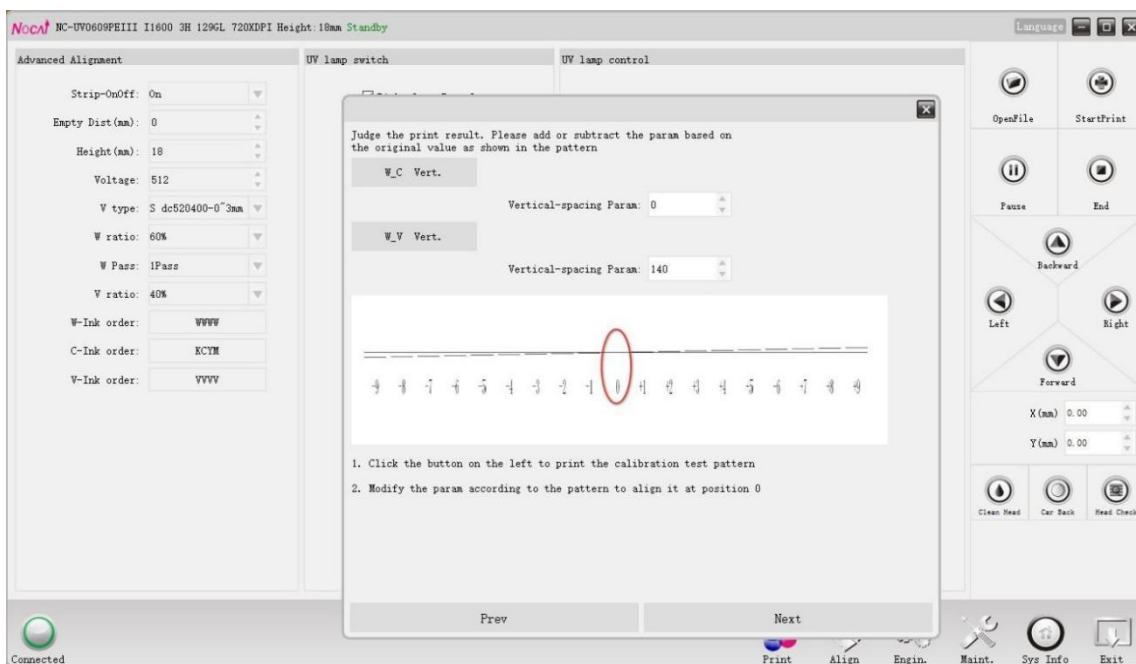 Nocai NC-UV0609PEIII I1600 3H 129GL 720XDPI Height:18mm Standby
Language
Advanced Alignment
UV lamp switch
UV lamp control
Strip-OnOff: On
Empty Dist(mm): 0
Height(mm): 18
Voltage: 512
V type: S dc520400-0~3mm
W ratio: 60%
W Pass: 1Pass
V ratio: 40%
W-Ink order: WWWW
C-Ink order: KCYM
V-Ink order: VVVV
Judge the print result. Please add or subtract the param based on
the original value as shown in the pattern
W_C Vert.
Vertical-spacing Param: 0
W_V Vert.
Vertical-spacing Param: 140
-9 -8 -7 -6 -5 -4 -3 -2 -1 0 +1 +2 +3 +4 +5 +6 +7 +8 +9
1. Click the button on the left to print the calibration test pattern
2. Modify the param according to the pattern to align it at position 0
Prev
Next
OpenFile
StartPrint
Pause
End
Backward
Left
Right
Forward
X(mm) 0.00
Y(mm) 0.00
Clean Head
Car Back
Head Check
Connected
Print
Align
Engin.
Maint.
Sys Info
Exit